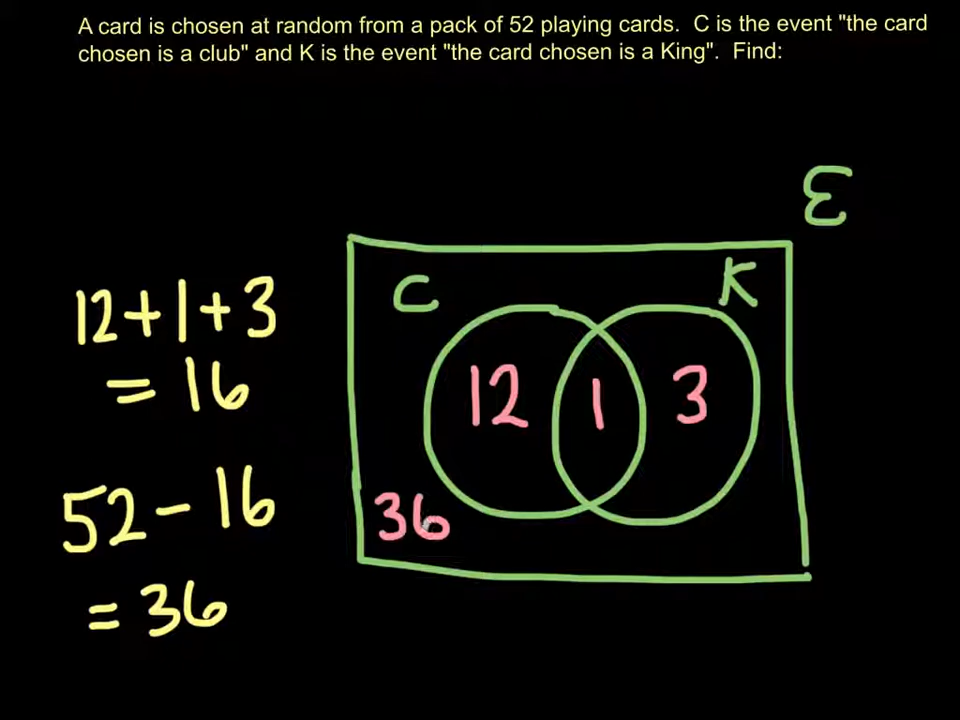 A card is chosen at random from a pack of 52 playing cards.  C is the event "the card
chosen is a club" and K is the event "the card chosen is a King".  Find:
ε
C K
12+1+3
= 16
12 1 3
52 - 16
36
= 36